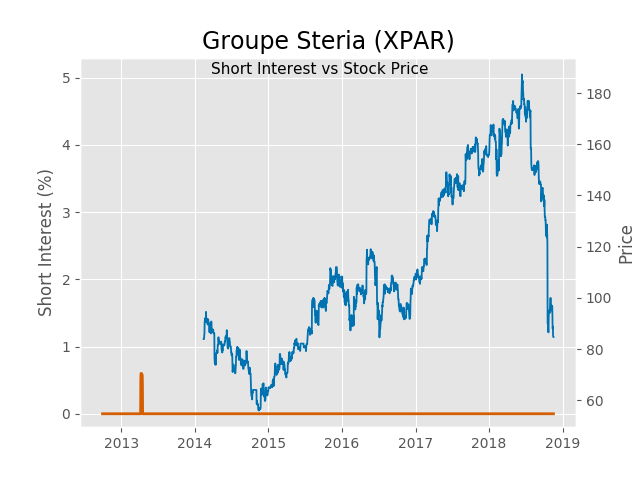 Groupe Steria (XPAR)
Short Interest vs Stock Price
Short Interest (%)
5
4
3
2
1
0
180
160
140
120
100
80
60
Price
2013 2014 2015 2016 2017 2018 2019